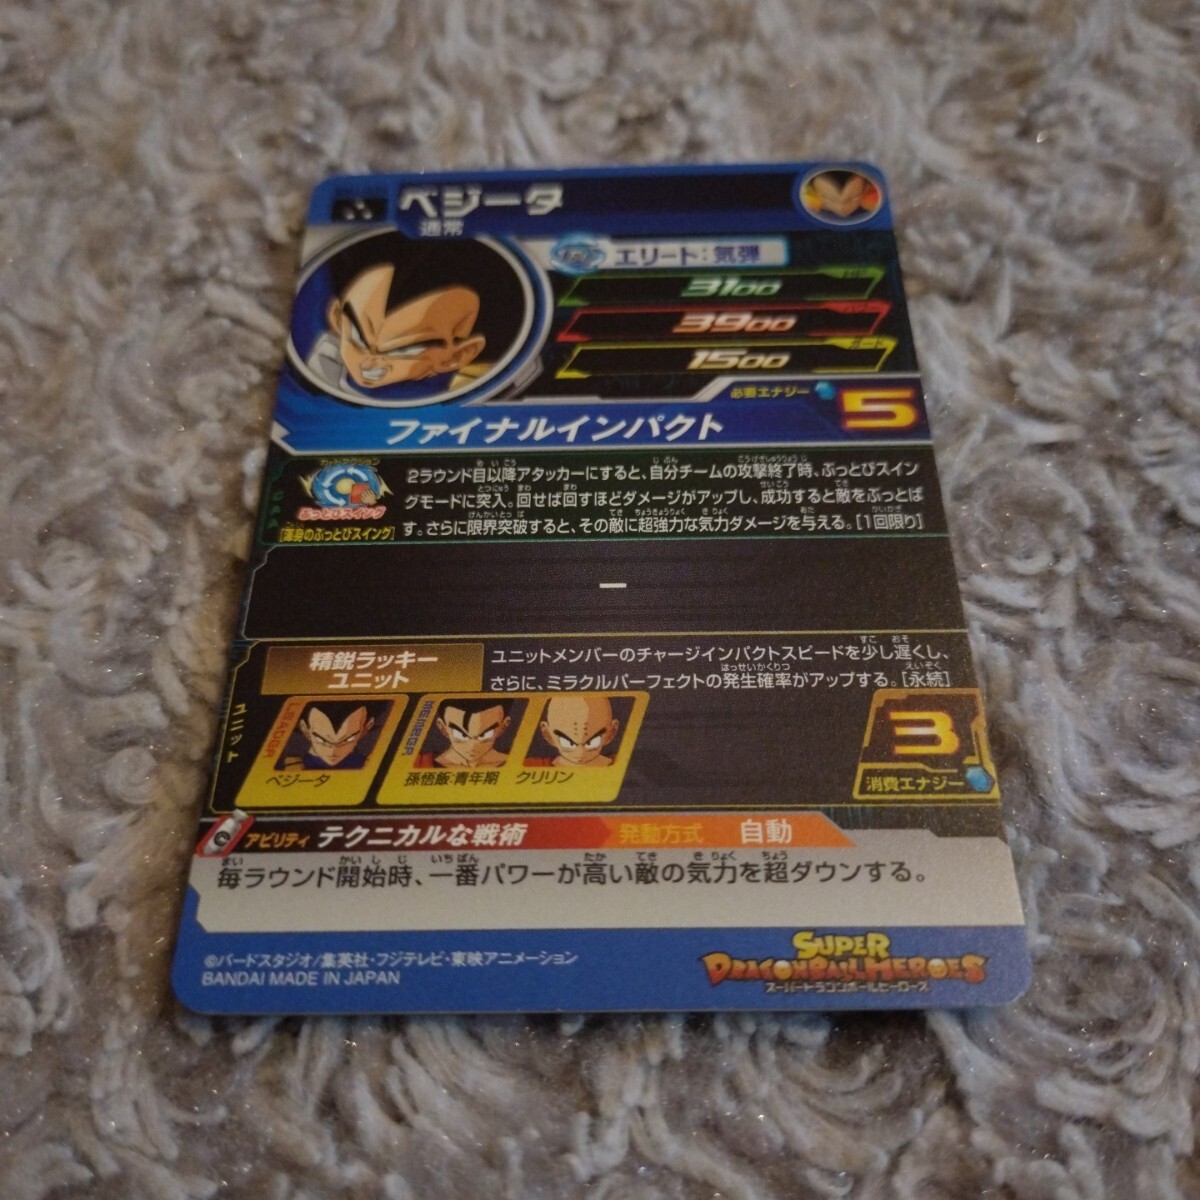 ベジータ
通常
エリート：気弾
3100
3900
1500
ガード
必要エナジー
5
ファイナルインパクト
ぶっとびスイング
[渾身のぶっとびスイング]
2ラウンド目以降アタッカーにすると、自分チームの攻撃終了時、ぶっとびスイン
グモードに突入。回せば回すほどダメージがアップし、成功すると敵をぶっとば
す。さらに限界突破すると、その敵に超強力な気力ダメージを与える。[1回限り]
CAA
–
ユニット
精鋭ラッキー
ユニット
ユニットメンバーのチャージインパクトスピードを少し遅くし、
さらに、ミラクルパーフェクトの発生確率がアップする。[永続]
LEADER
ベジータ
MEMBER
孫悟飯:青年期
クリリン
3
消費エナジー
アビリティ
テクニカルな戦術
発動方式
自動
毎ラウンド開始時、一番パワーが高い敵の気力を超ダウンする。
©バードスタジオ/集英社・フジテレビ・東映アニメーション
BANDAI MADE IN JAPAN
SUPER
DRAGONBALL HEROES
スーパードラゴンボールヒーローズ